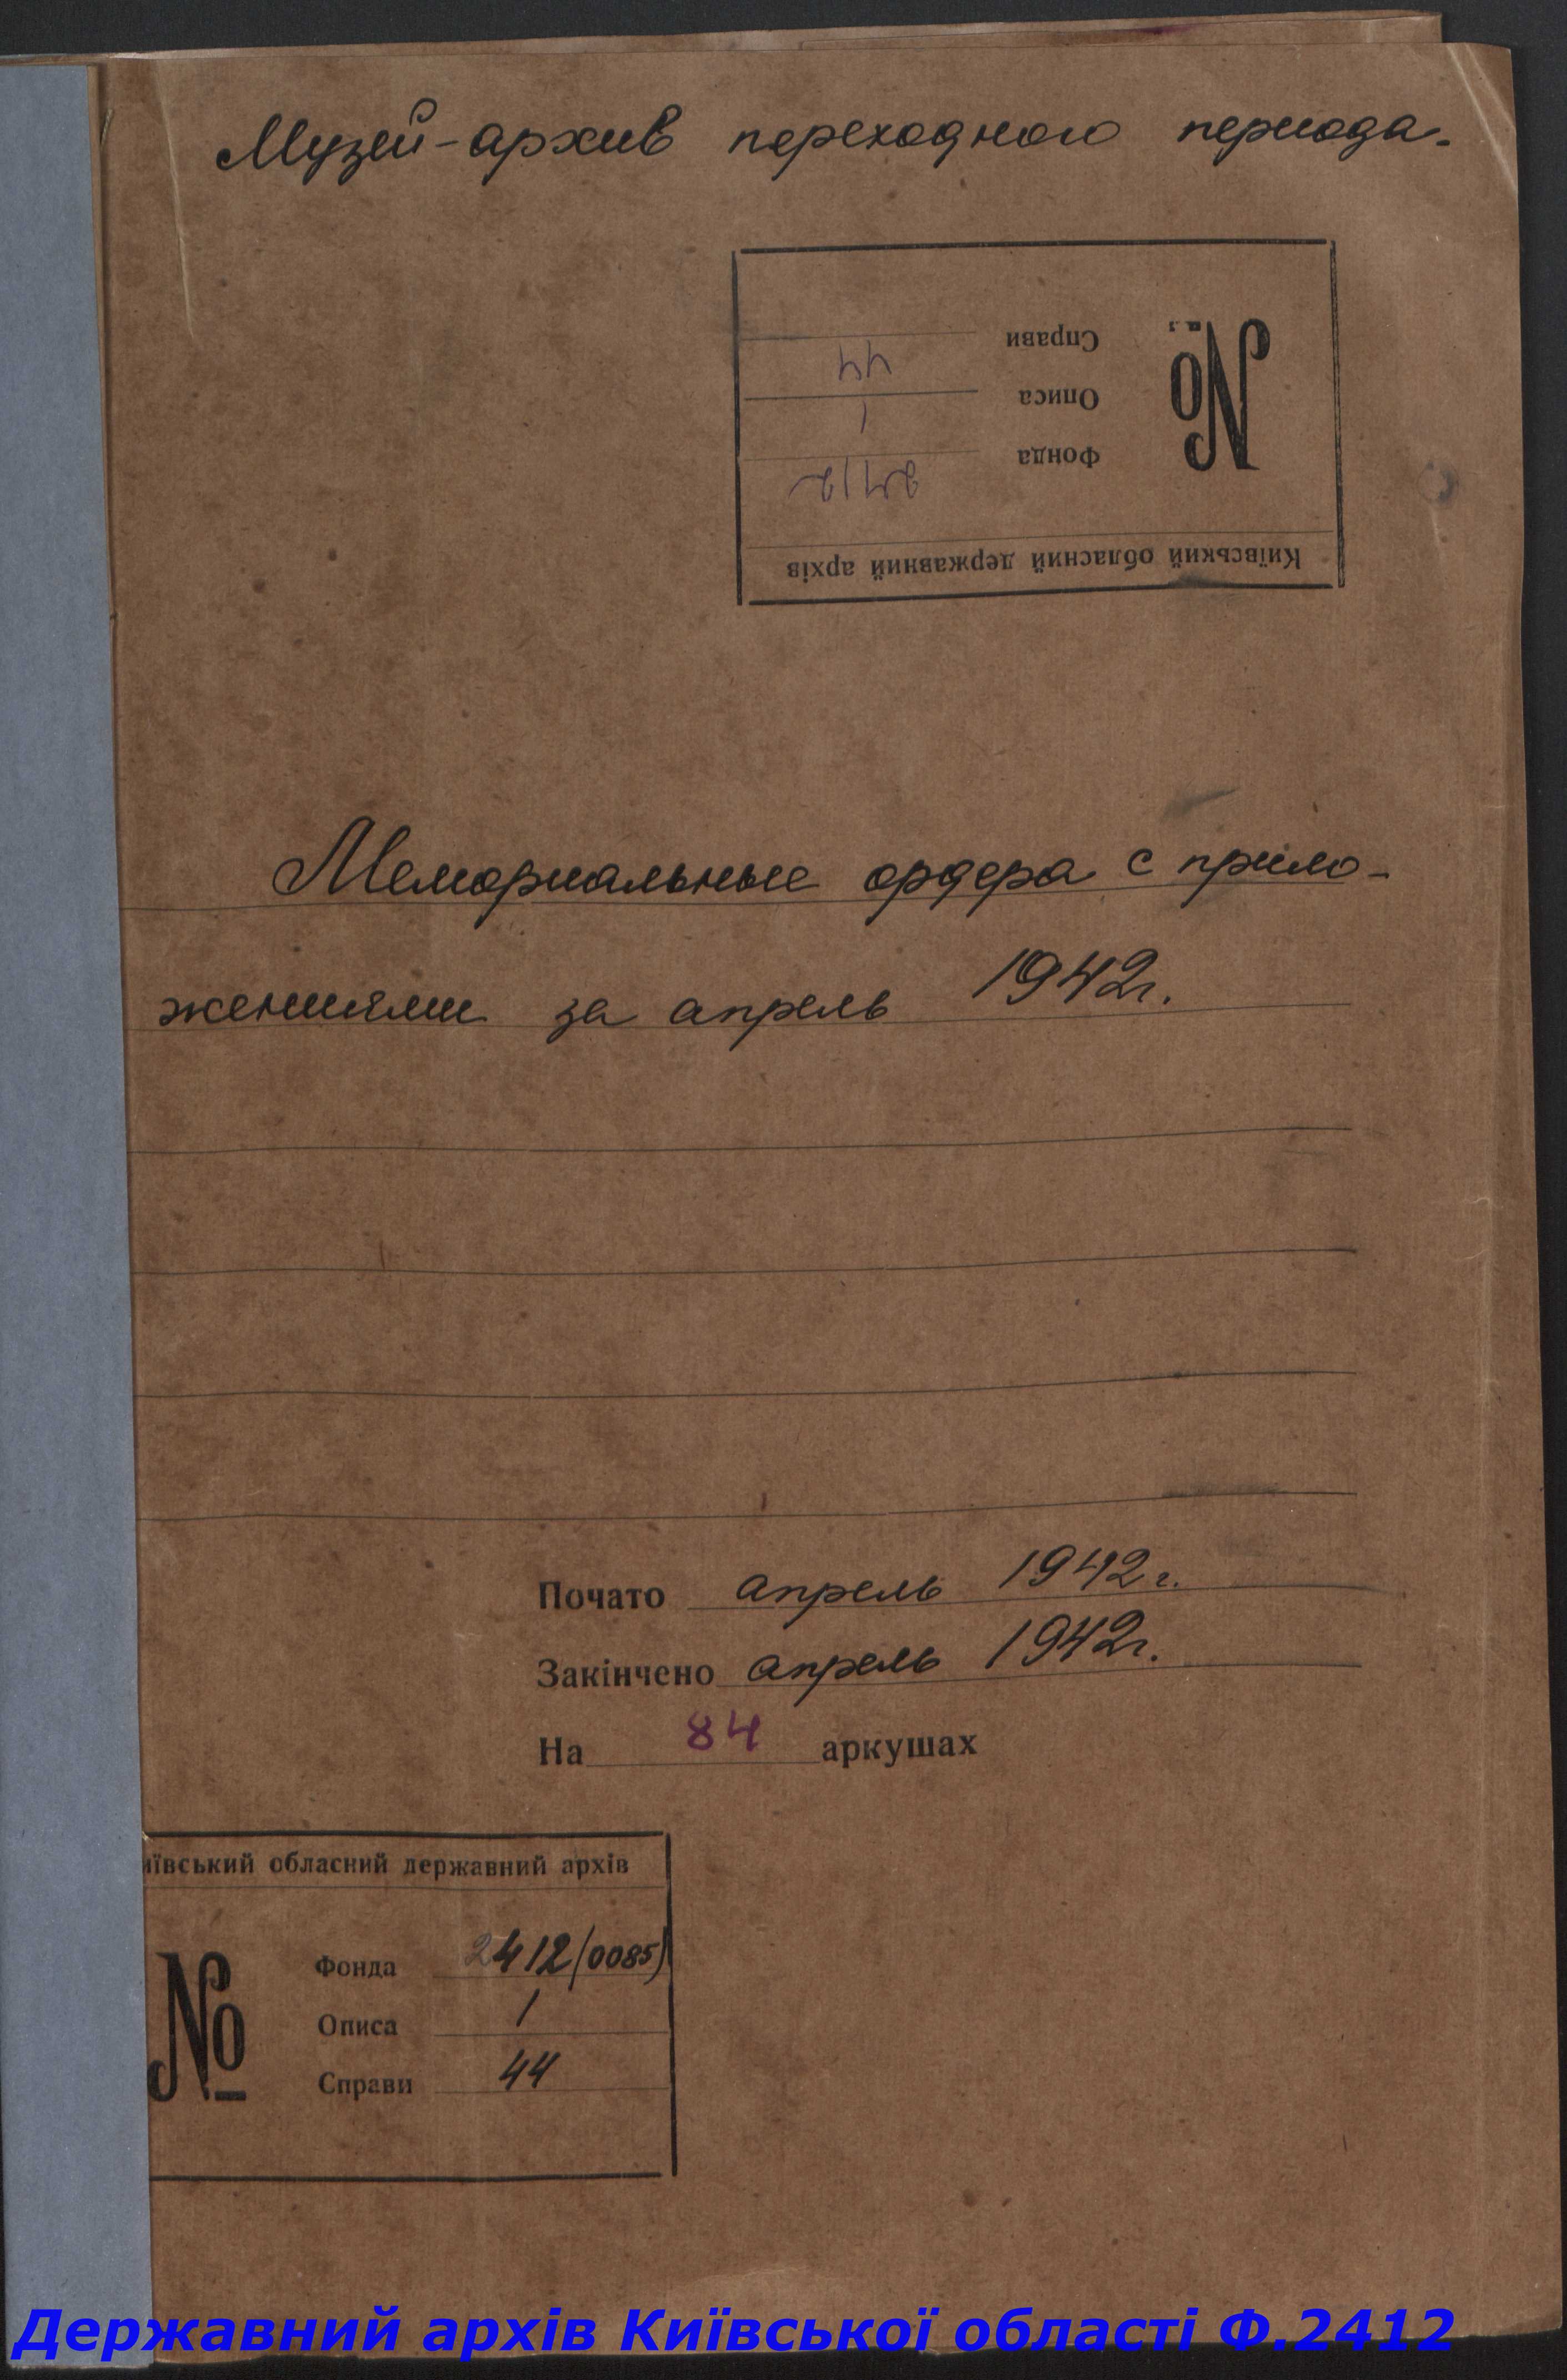 Музей-архив переходного периода.
Київський обласний державний архів
№
Фонда 2412
Описа 1
Справи 44
Мемориальные ордера с прило-
жениями за апрель 1942г.
Почато апрель 1942г.
Закінчено апрель 1942г.
На 84 аркушах
иївський обласний державний архів
№
Фонда 2412/0085)
Описа 1
Справи 44
Державний архів Київської області Ф.2412